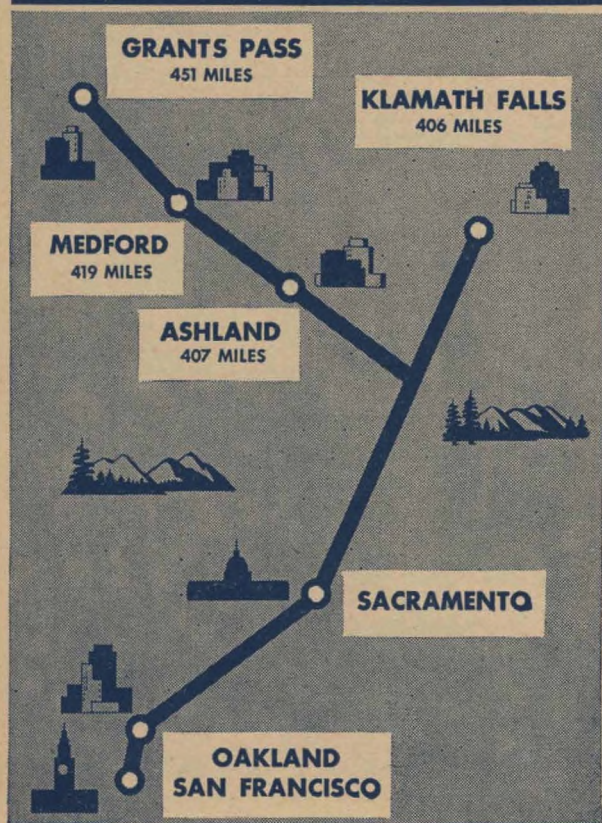 GRANTS PASS
451 MILES
KLAMATH FALLS
406 MILES
MEDFORD
419 MILES
ASHLAND
407 MILES
SACRAMENTO
OAKLAND
SAN FRANCISCO